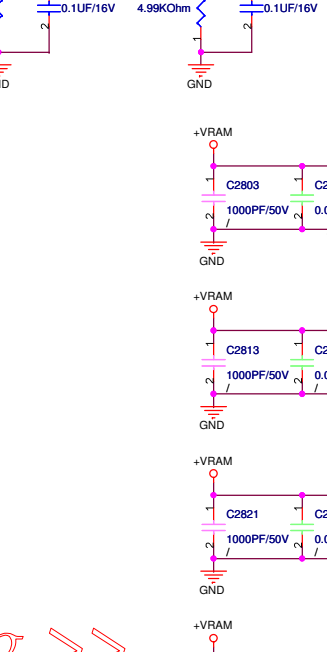 0.1UF/16V
2
4.99KOhm
1
0.1UF/16V
2
GND
+VRAM
1
C2803
2
1000PF/50V
/
1
2
GND
+VRAM
1
C2813
2
1000PF/50V
/
1
2
/
GND
+VRAM
1
C2821
2
1000PF/50V
/
1
2
/
GND
+VRAM